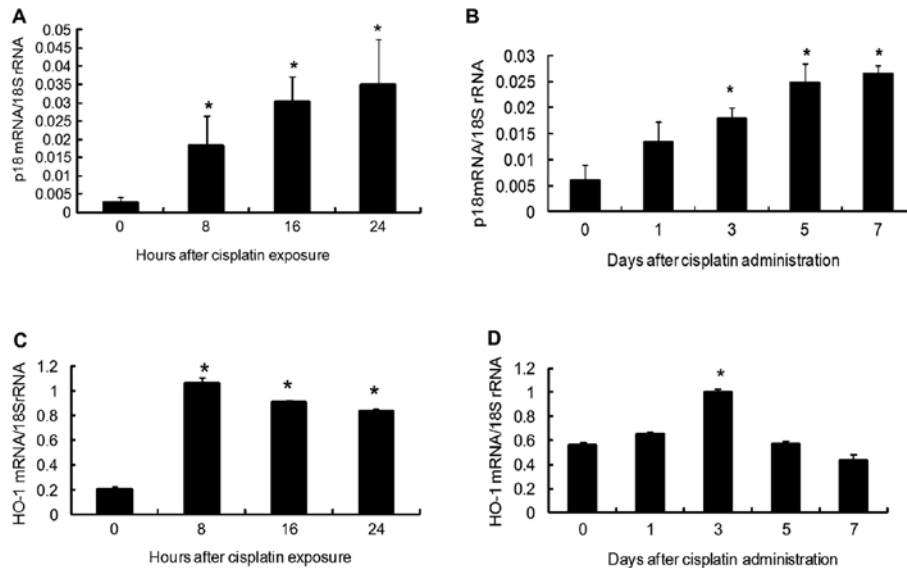 A
p18 mRNA/18S rRNA
0.05
0.045
0.04
0.035
0.03
0.025
0.02
0.015
0.01
0.005
0
*
*
*
0 8 16 24
Hours after cisplatin exposure
B
p18mRNA/18S rRNA
0.03
0.025
0.02
0.015
0.01
0.005
0
*
*
*
0 1 3 5 7
Days after cisplatin administration
C
HO-1 mRNA/18SrRNA
1.2
1
0.8
0.6
0.4
0.2
0
*
*
*
0 8 16 24
Hours after cisplatin exposure
D
HO-1 mRNA/18S rRNA
1.2
1
0.8
0.6
0.4
0.2
0
*
0 1 3 5 7
Days after cisplatin administration